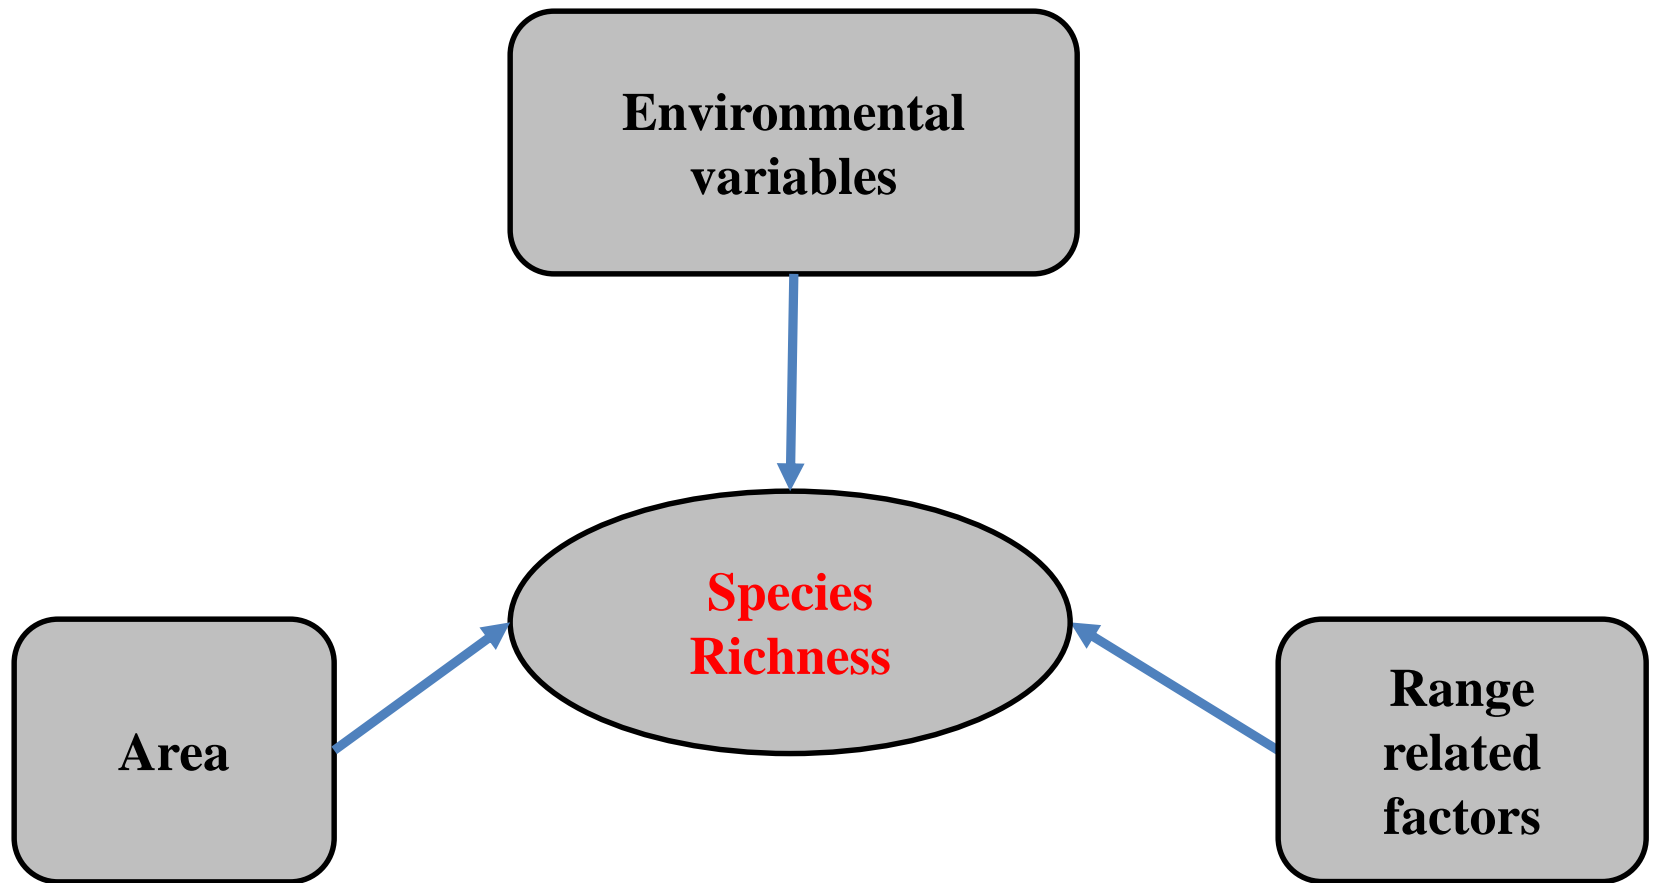 Environmental
variables
Species
Richness
Area
Range
related
factors